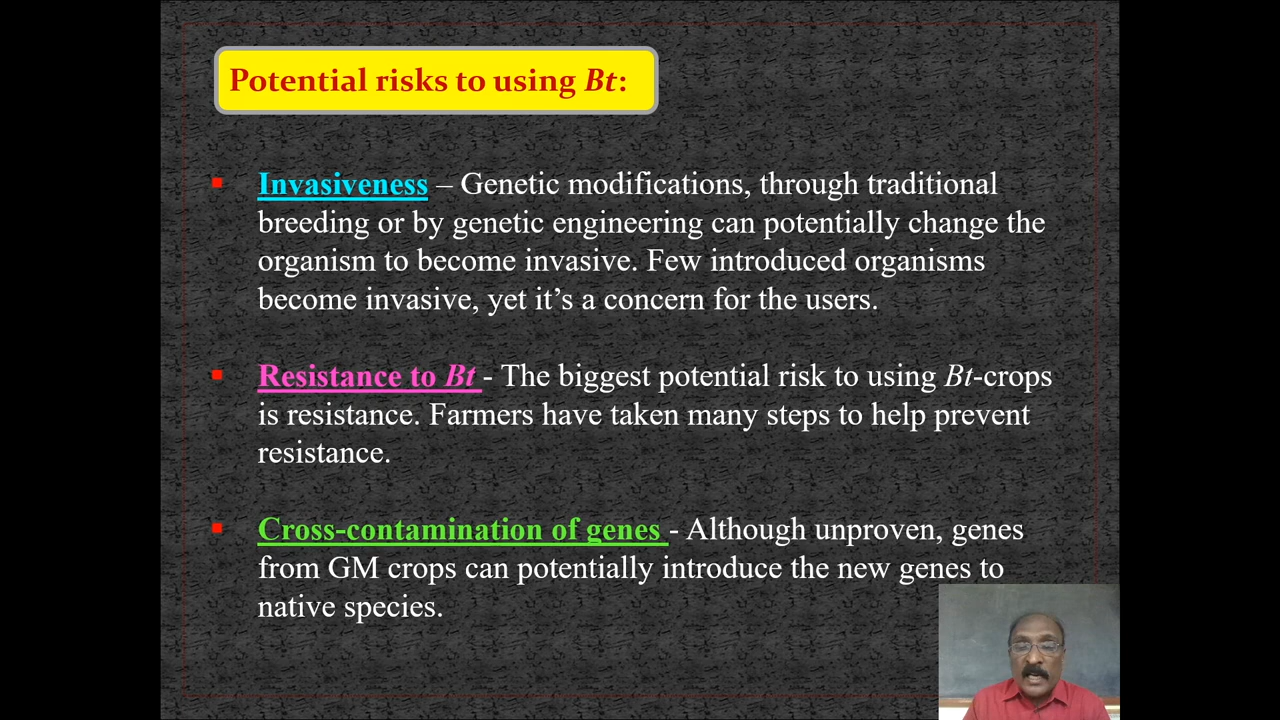 Potential risks to using Bt:
▪ Invasiveness – Genetic modifications, through traditional
breeding or by genetic engineering can potentially change the
organism to become invasive. Few introduced organisms
become invasive, yet it’s a concern for the users.
▪ Resistance to Bt - The biggest potential risk to using Bt-crops
is resistance. Farmers have taken many steps to help prevent
resistance.
▪ Cross-contamination of genes - Although unproven, genes
from GM crops can potentially introduce the new genes to
native species.